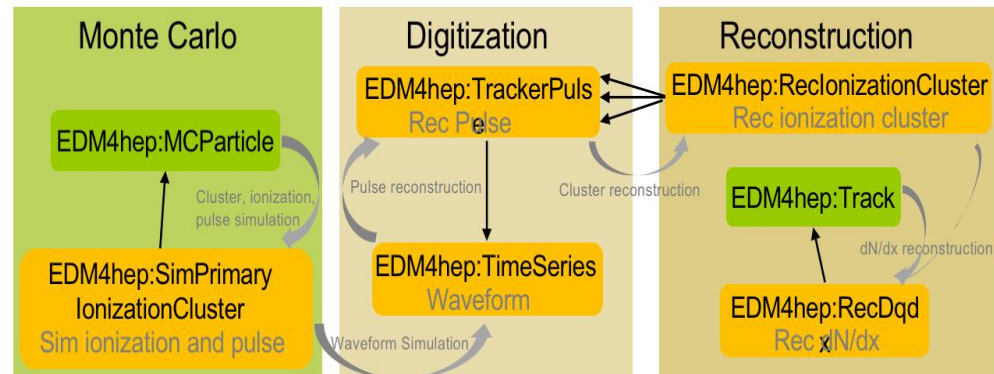 Monte Carlo
EDM4hep:MCParticle
Cluster, ionization,
pulse simulation
EDM4hep:SimPrimary
IonizationCluster
Sim ionization and pulse
Waveform Simulation
Digitization
EDM4hep:TrackerPuls
e
Rec Pulse
Pulse reconstruction
EDM4hep:TimeSeries
Waveform
Cluster reconstruction
Reconstruction
EDM4hep:RecIonizationCluster
Rec ionization cluster
EDM4hep:Track
dN/dx reconstruction
EDM4hep:RecDqd
x
Rec dN/dx